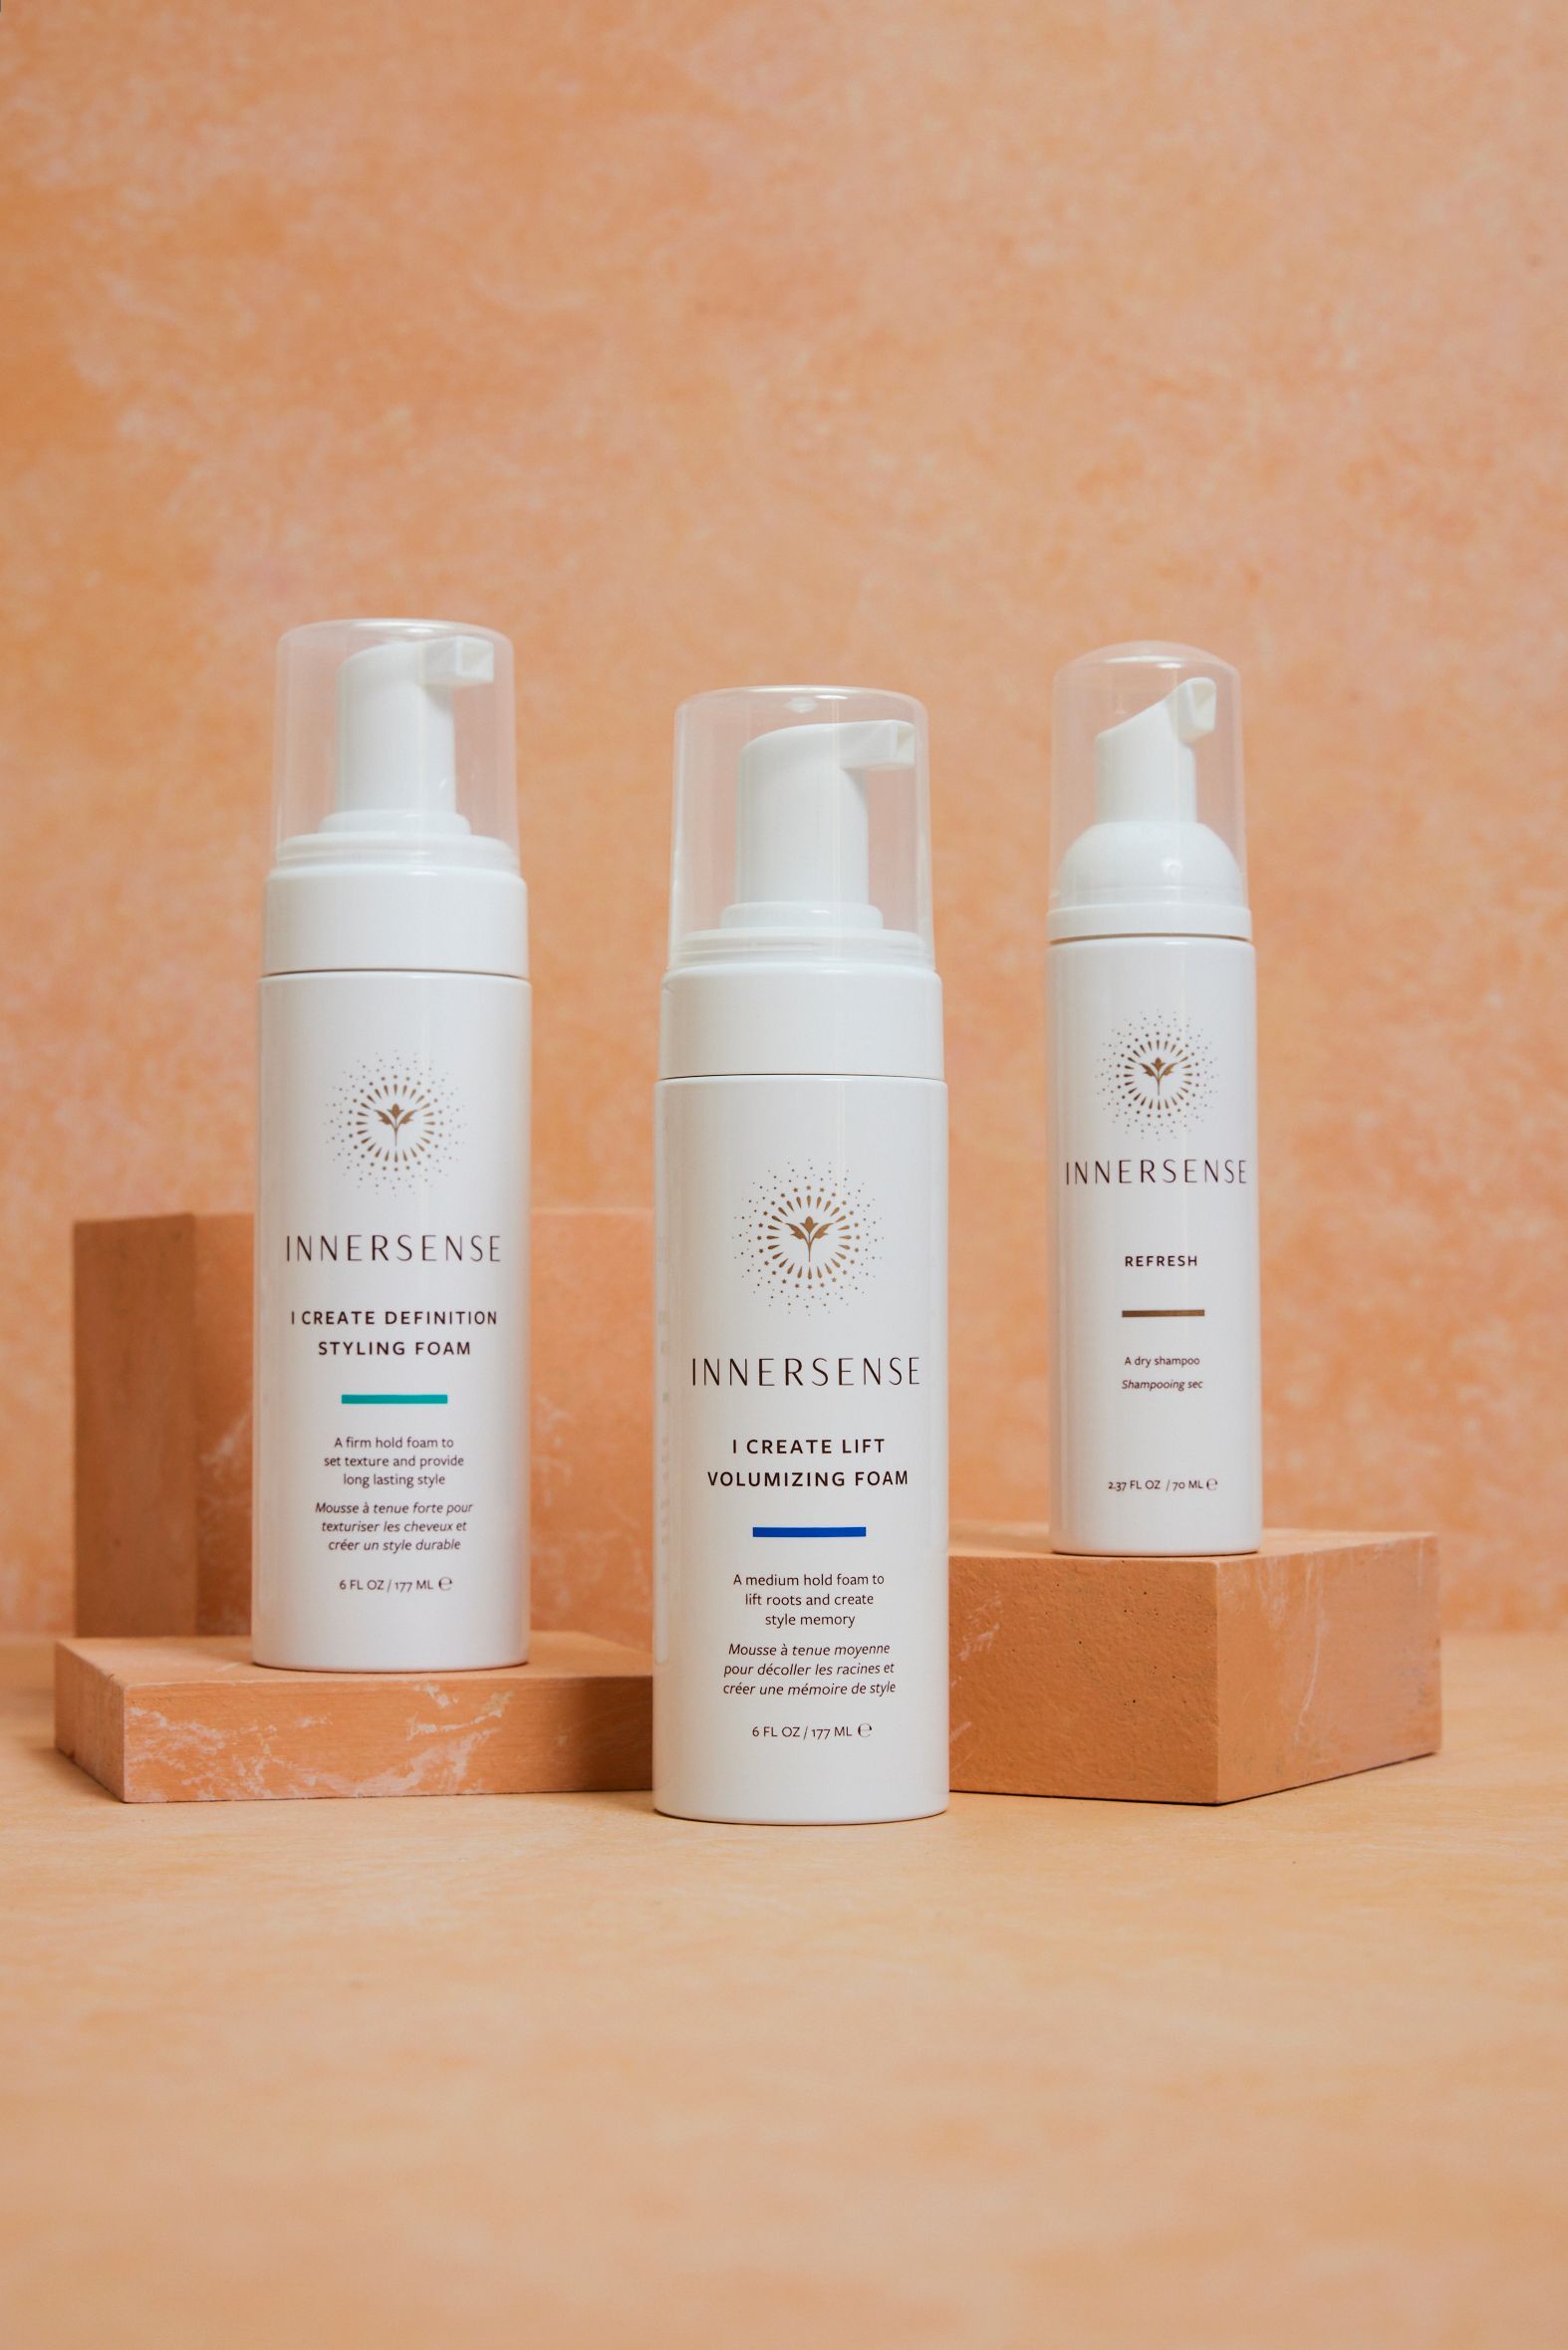 INNERSENSE
I CREATE DEFINITION
STYLING FOAM
A firm hold foam to
set texture and provide
long lasting style
Mousse à tenue forte pour
texturiser les cheveux et
créer un style durable
6 FL OZ / 177 ML ℮
INNERSENSE
I CREATE LIFT
VOLUMIZING FOAM
A medium hold foam to
lift roots and create
style memory
Mousse à tenue moyenne
pour décoller les racines et
créer une mémoire de style
6 FL OZ / 177 ML ℮
INNERSENSE
REFRESH
A dry shampoo
Shampooing sec
2.37 FL OZ / 70 ML ℮